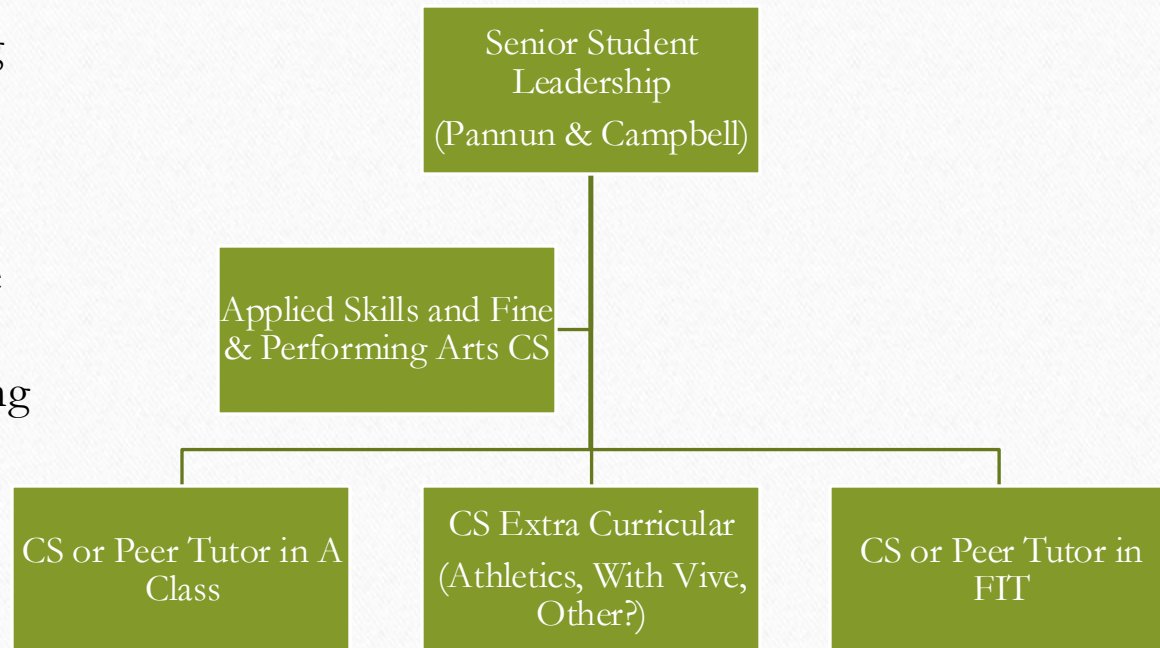 Senior Student
Leadership
(Pannun & Campbell)
Applied Skills and Fine
& Performing Arts CS
CS or Peer Tutor in A
Class
CS Extra Curricular
(Athletics, With Vive,
Other?)
CS or Peer Tutor in
FIT